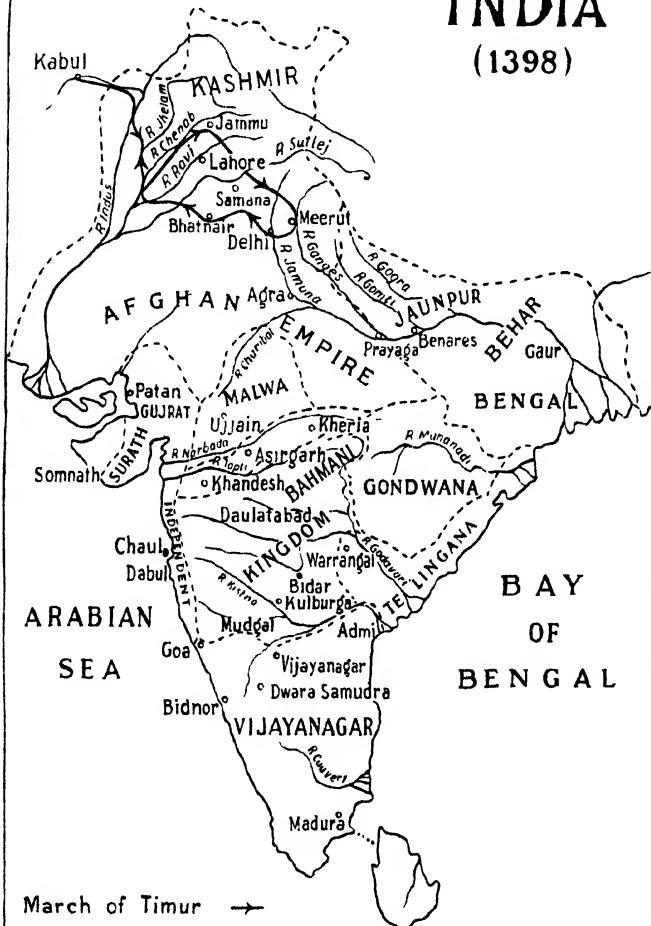 INDIA
(1398)
Kabul
KASHMIR
R Jhelam
R Chenab
Jammu
R Ravi
Lahore
R Sutlej
R Indus
Samana
Bhatnair
Delhi
Meerut
R Ganges
R Jamuna
R Gogra
R Gomti
AFGHAN EMPIRE
Agra
JAUNPUR
BEHAR
Prayaga
Benares
Gaur
R Chumbal
Patan
GUJRAT
MALWA
BENGAL
Ujjain
Kheria
SURATH
Somnath
R Narbada
R Tapti
Asirgarh
R Mahanadi
Khandesh
BAHMANI KINGDOM
GONDWANA
Daulatabad
INDEPENDENT
Chaul
Dabul
Warrangal
R Godavari
TELINGANA
Bidar
R Kistna
Kulburga
BAY
OF
BENGAL
ARABIAN
SEA
Mudgal
Admi
Goa
Vijayanagar
Dwara Samudra
Bidnor
VIJAYANAGAR
R Cauveri
Madura
March of Timur